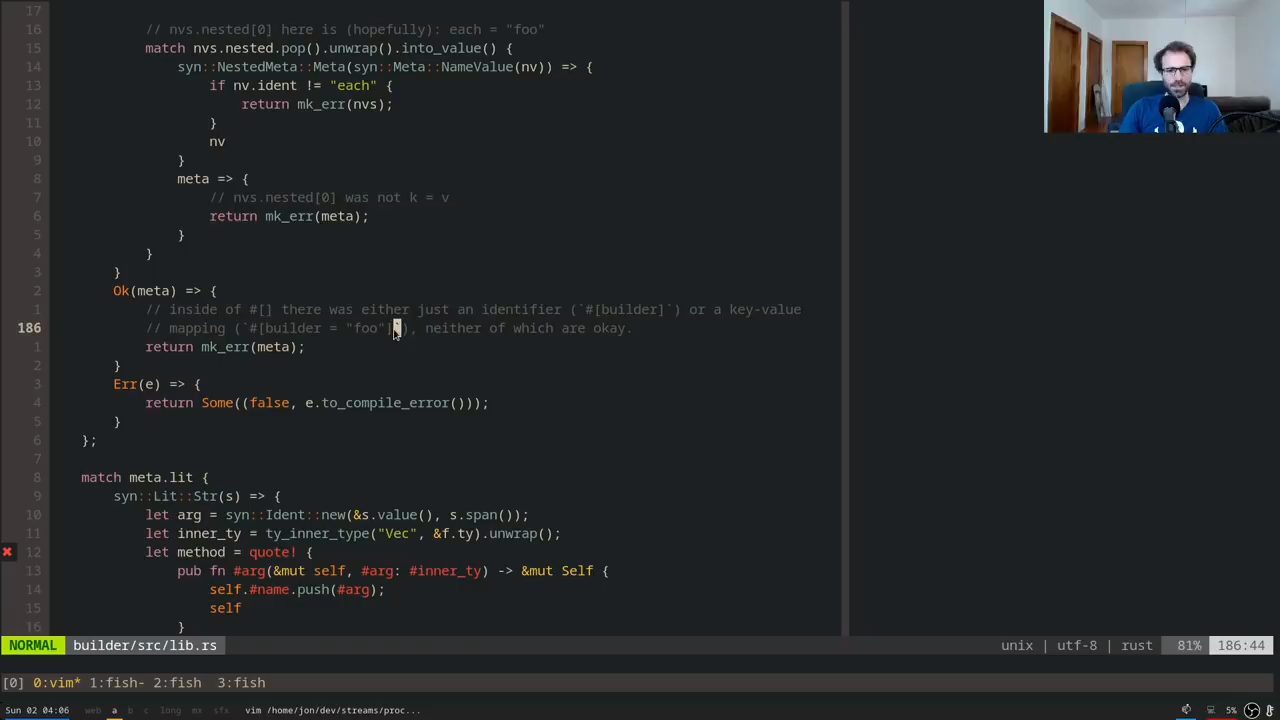 17
16 // nvs.nested[0] here is (hopefully): each = "foo"
15 match nvs.nested.pop().unwrap().into_value() {
14 syn::NestedMeta::Meta(syn::Meta::NameValue(nv)) => {
13 if nv.ident != "each" {
12 return mk_err(nvs);
11 }
10 nv
9 }
8 meta => {
7 // nvs.nested[0] was not k = v
6 return mk_err(meta);
5 }
4 }
3 }
2 Ok(meta) => {
1 // inside of #[] there was either just an identifier (`#[builder]`) or a key-value
186 // mapping (`#[builder = "foo"]`), neither of which are okay.
1 return mk_err(meta);
2 }
3 Err(e) => {
4 return Some((false, e.to_compile_error()));
5 }
6 };
7
8 match meta.lit {
9 syn::Lit::Str(s) => {
10 let arg = syn::Ident::new(&s.value(), s.span());
11 let inner_ty = ty_inner_type("Vec", &f.ty).unwrap();
12 let method = quote! {
13 pub fn #arg(&mut self, #arg: #inner_ty) -> &mut Self {
14 self.#name.push(#arg);
15 self
16 }
NORMAL builder/src/lib.rs unix | utf-8 | rust 81% 186:44
[0] 0:vim* 1:fish- 2:fish 3:fish
Sun 02 04:06 web a b c long mx sfx vim /home/jon/dev/streams/proc... 5%